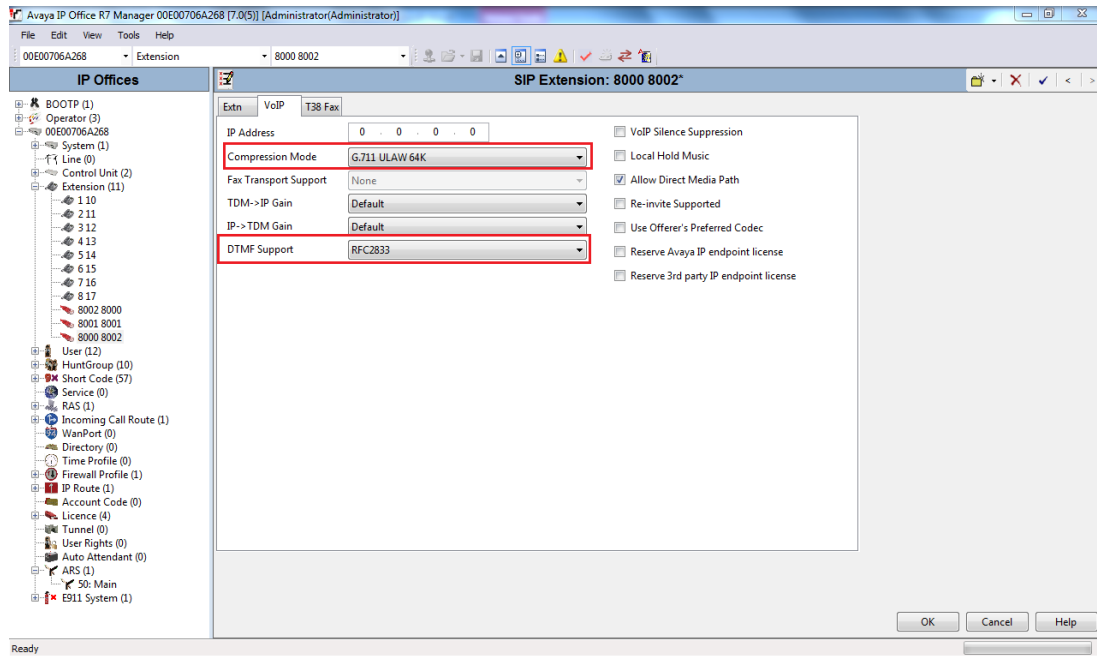 Avaya IP Office R7 Manager 00E00706A268 [7.0(5)] [Administrator(Administrator)]
File Edit View Tools Help
00E00706A268 Extension 8000 8002
IP Offices
BOOTP (1)
Operator (3)
00E00706A268
System (1)
Line (0)
Control Unit (2)
Extension (11)
1 10
2 11
3 12
4 13
5 14
6 15
7 16
8 17
8002 8000
8001 8001
8000 8002
User (12)
HuntGroup (10)
Short Code (57)
Service (0)
RAS (1)
Incoming Call Route (1)
WanPort (0)
Directory (0)
Time Profile (0)
Firewall Profile (1)
IP Route (1)
Account Code (0)
Licence (4)
Tunnel (0)
User Rights (0)
Auto Attendant (0)
ARS (1)
50: Main
E911 System (1)
SIP Extension: 8000 8002*
Extn VoIP T38 Fax
IP Address 0 . 0 . 0 . 0
Compression Mode G.711 ULAW 64K
Fax Transport Support None
TDM->IP Gain Default
IP->TDM Gain Default
DTMF Support RFC2833
VoIP Silence Suppression
Local Hold Music
Allow Direct Media Path
Re-invite Supported
Use Offerer's Preferred Codec
Reserve Avaya IP endpoint license
Reserve 3rd party IP endpoint license
OK Cancel Help
Ready